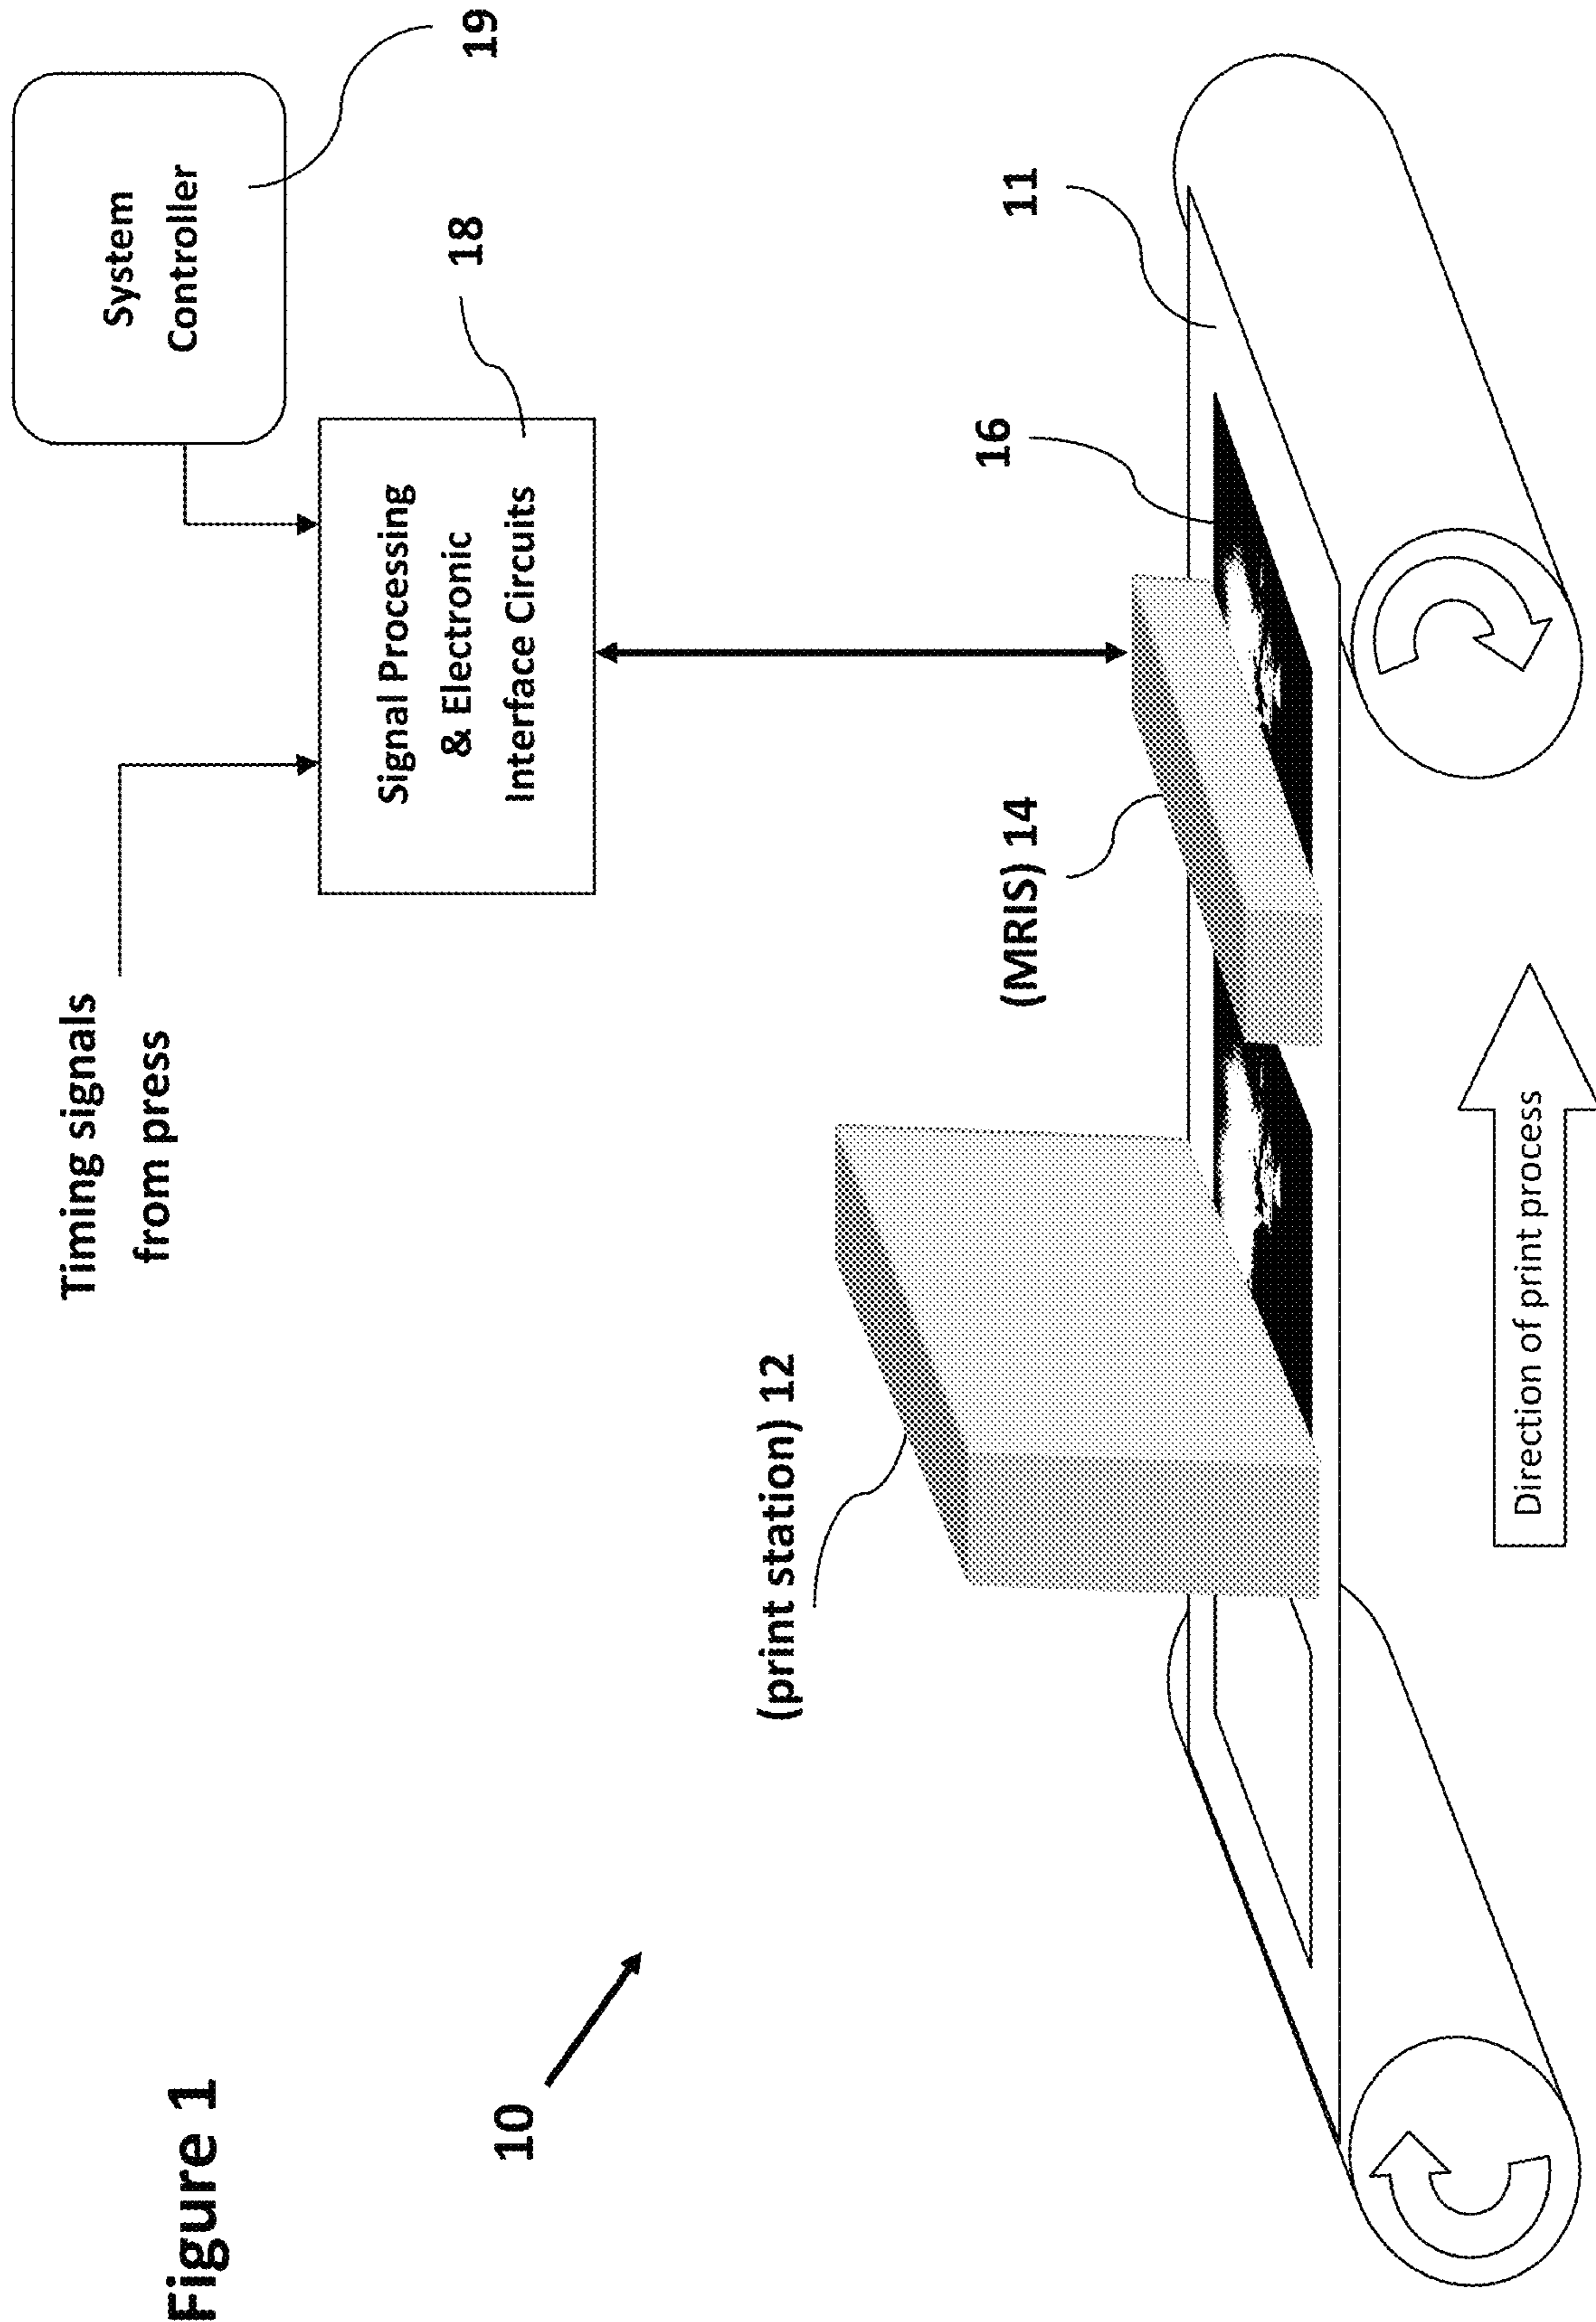 Figure 1
10
Timing signals
from press
System
Controller
19
Signal Processing
& Electronic
Interface Circuits
18
(print station) 12
(MRIS) 14
16
11
Direction of print process